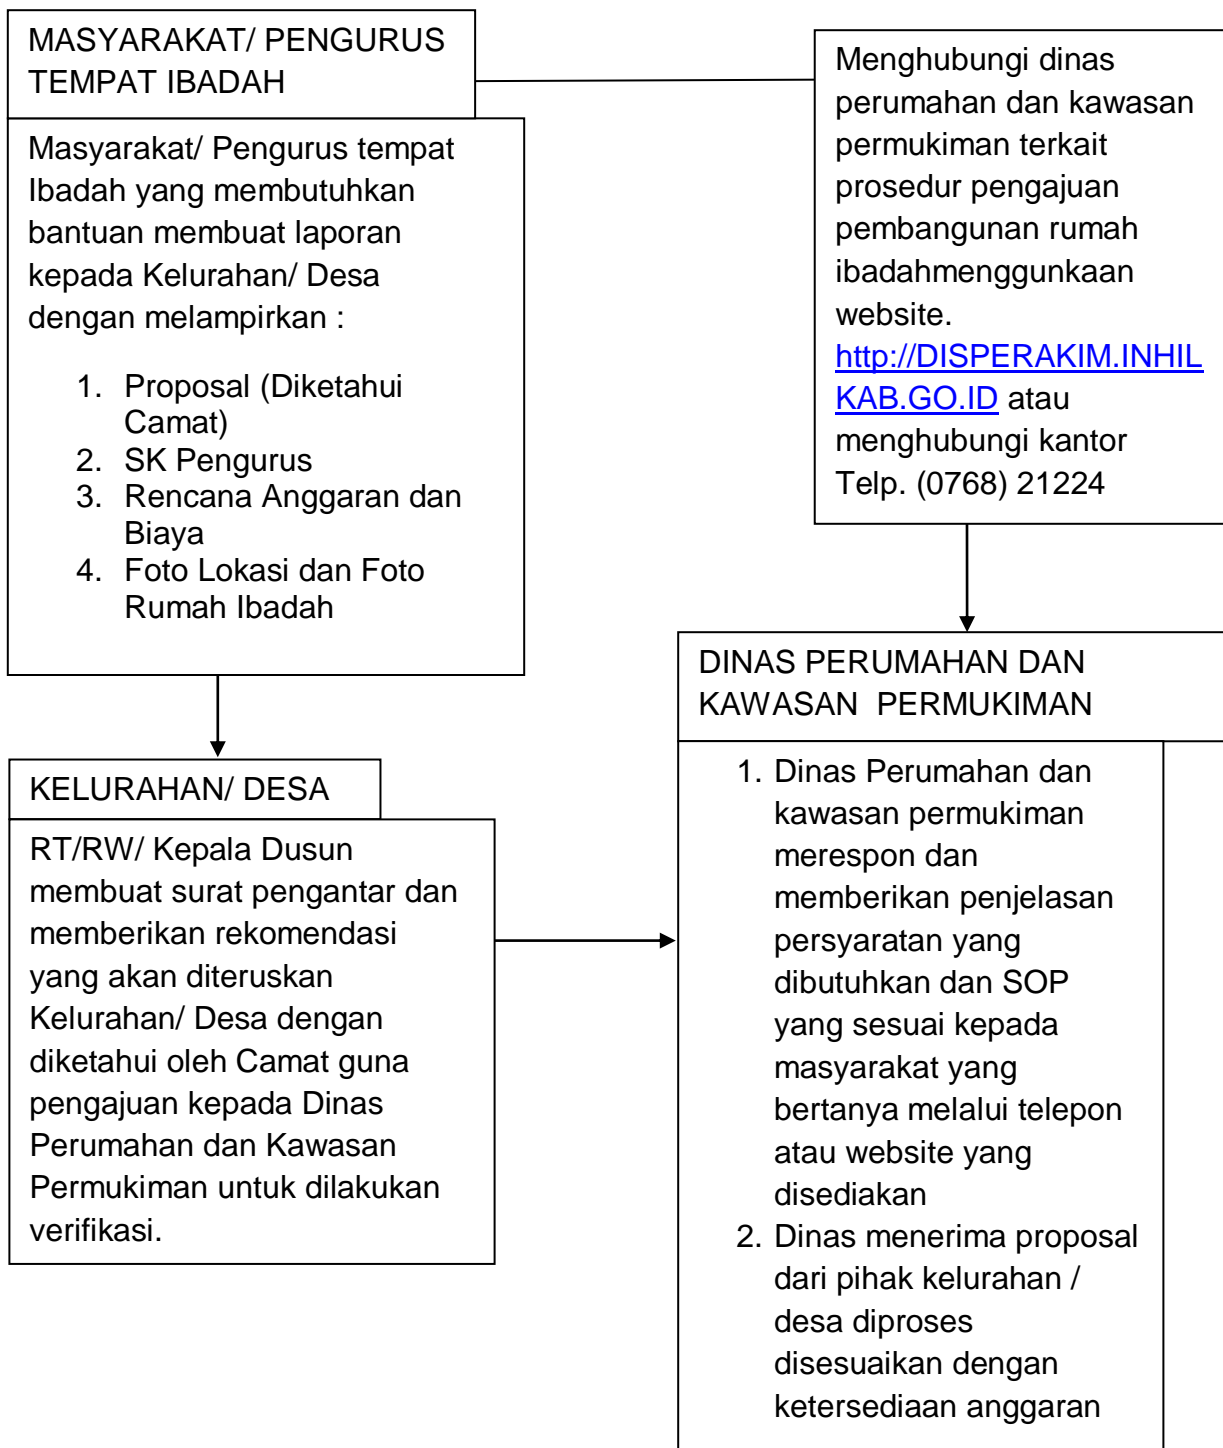 MASYARAKAT/ PENGURUS
TEMPAT IBADAH
Masyarakat/ Pengurus tempat
Ibadah yang membutuhkan
bantuan membuat laporan
kepada Kelurahan/ Desa
dengan melampirkan :
1. Proposal (Diketahui
Camat)
2. SK Pengurus
3. Rencana Anggaran dan
Biaya
4. Foto Lokasi dan Foto
Rumah Ibadah
Menghubungi dinas
perumahan dan kawasan
permukiman terkait
prosedur pengajuan
pembangunan rumah
ibadahmenggunkaan
website.
http://DISPERAKIM.INHIL
KAB.GO.ID atau
menghubungi kantor
Telp. (0768) 21224
KELURAHAN/ DESA
RT/RW/ Kepala Dusun
membuat surat pengantar dan
memberikan rekomendasi
yang akan diteruskan
Kelurahan/ Desa dengan
diketahui oleh Camat guna
pengajuan kepada Dinas
Perumahan dan Kawasan
Permukiman untuk dilakukan
verifikasi.
DINAS PERUMAHAN DAN
KAWASAN  PERMUKIMAN
1. Dinas Perumahan dan
kawasan permukiman
merespon dan
memberikan penjelasan
persyaratan yang
dibutuhkan dan SOP
yang sesuai kepada
masyarakat yang
bertanya melalui telepon
atau website yang
disediakan
2. Dinas menerima proposal
dari pihak kelurahan /
desa diproses
disesuaikan dengan
ketersediaan anggaran